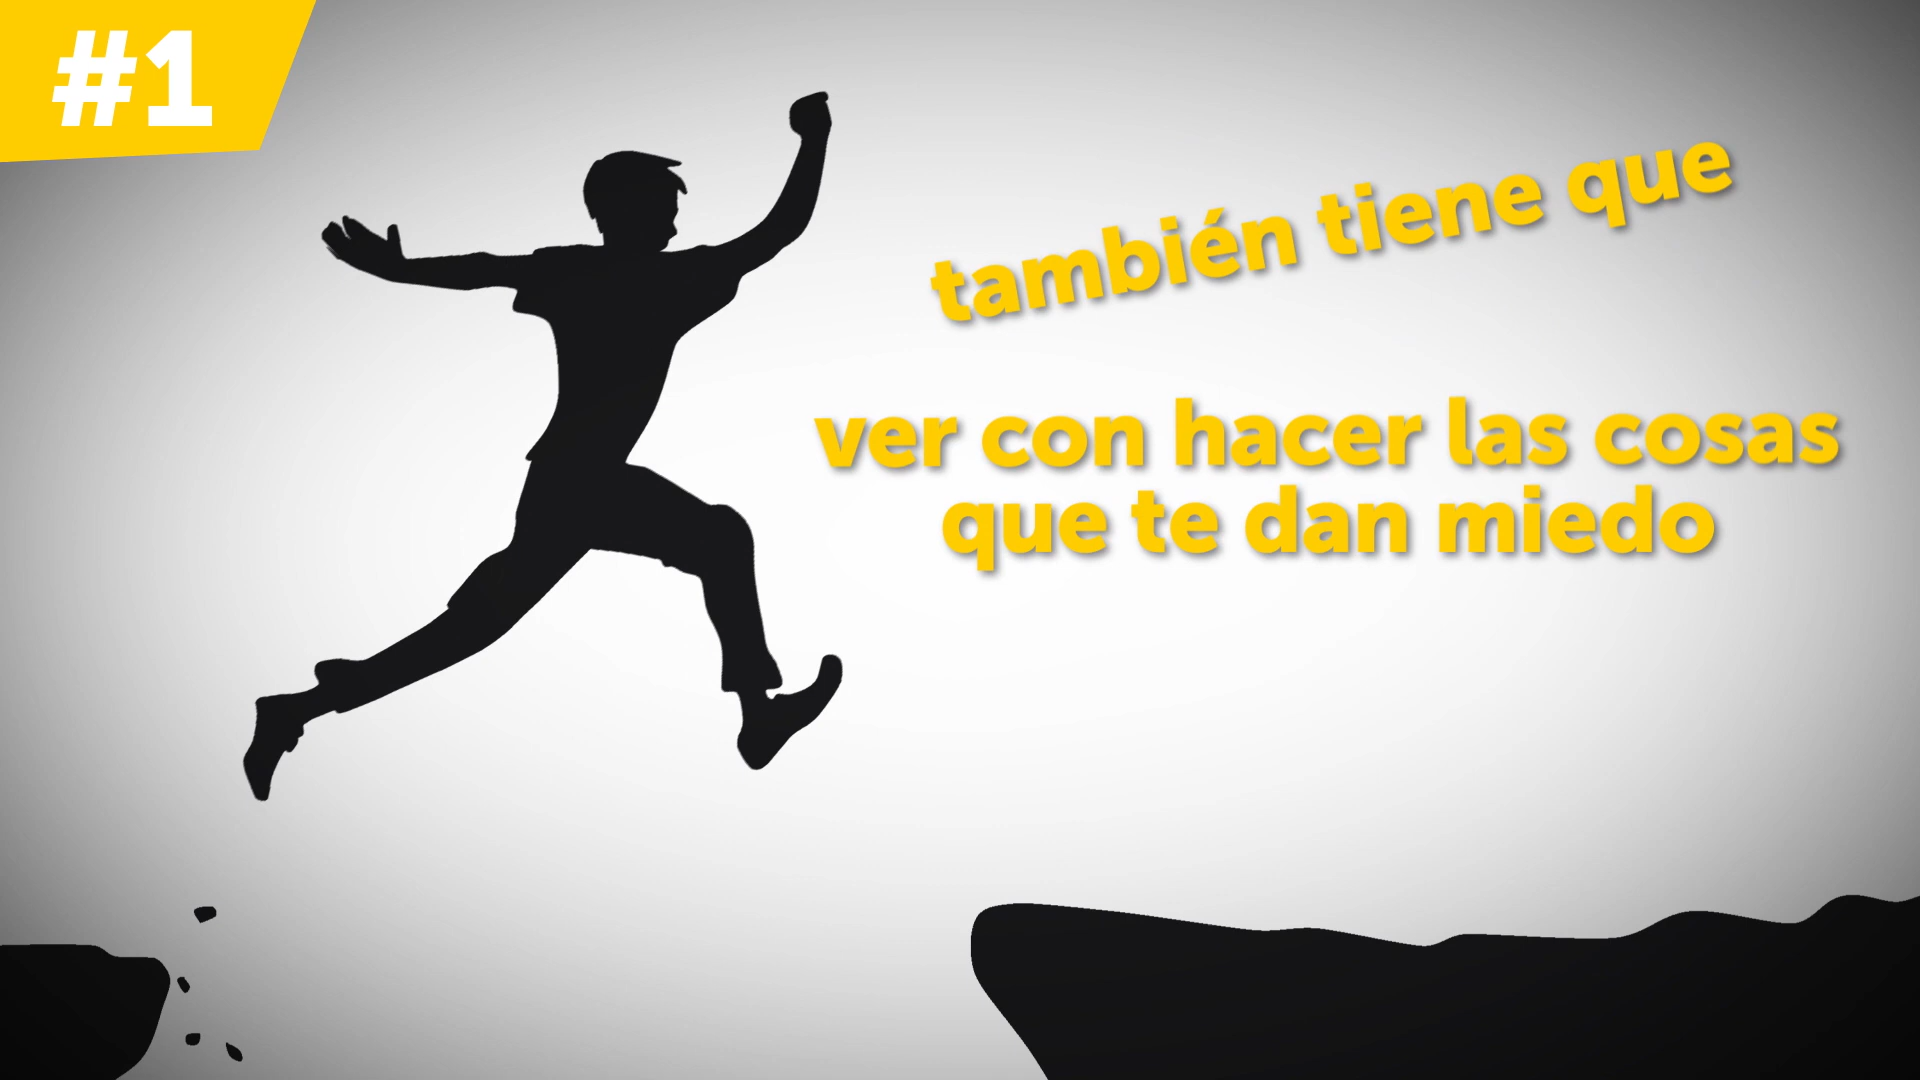 #1
también tiene que
ver con hacer las cosas
que te dan miedo